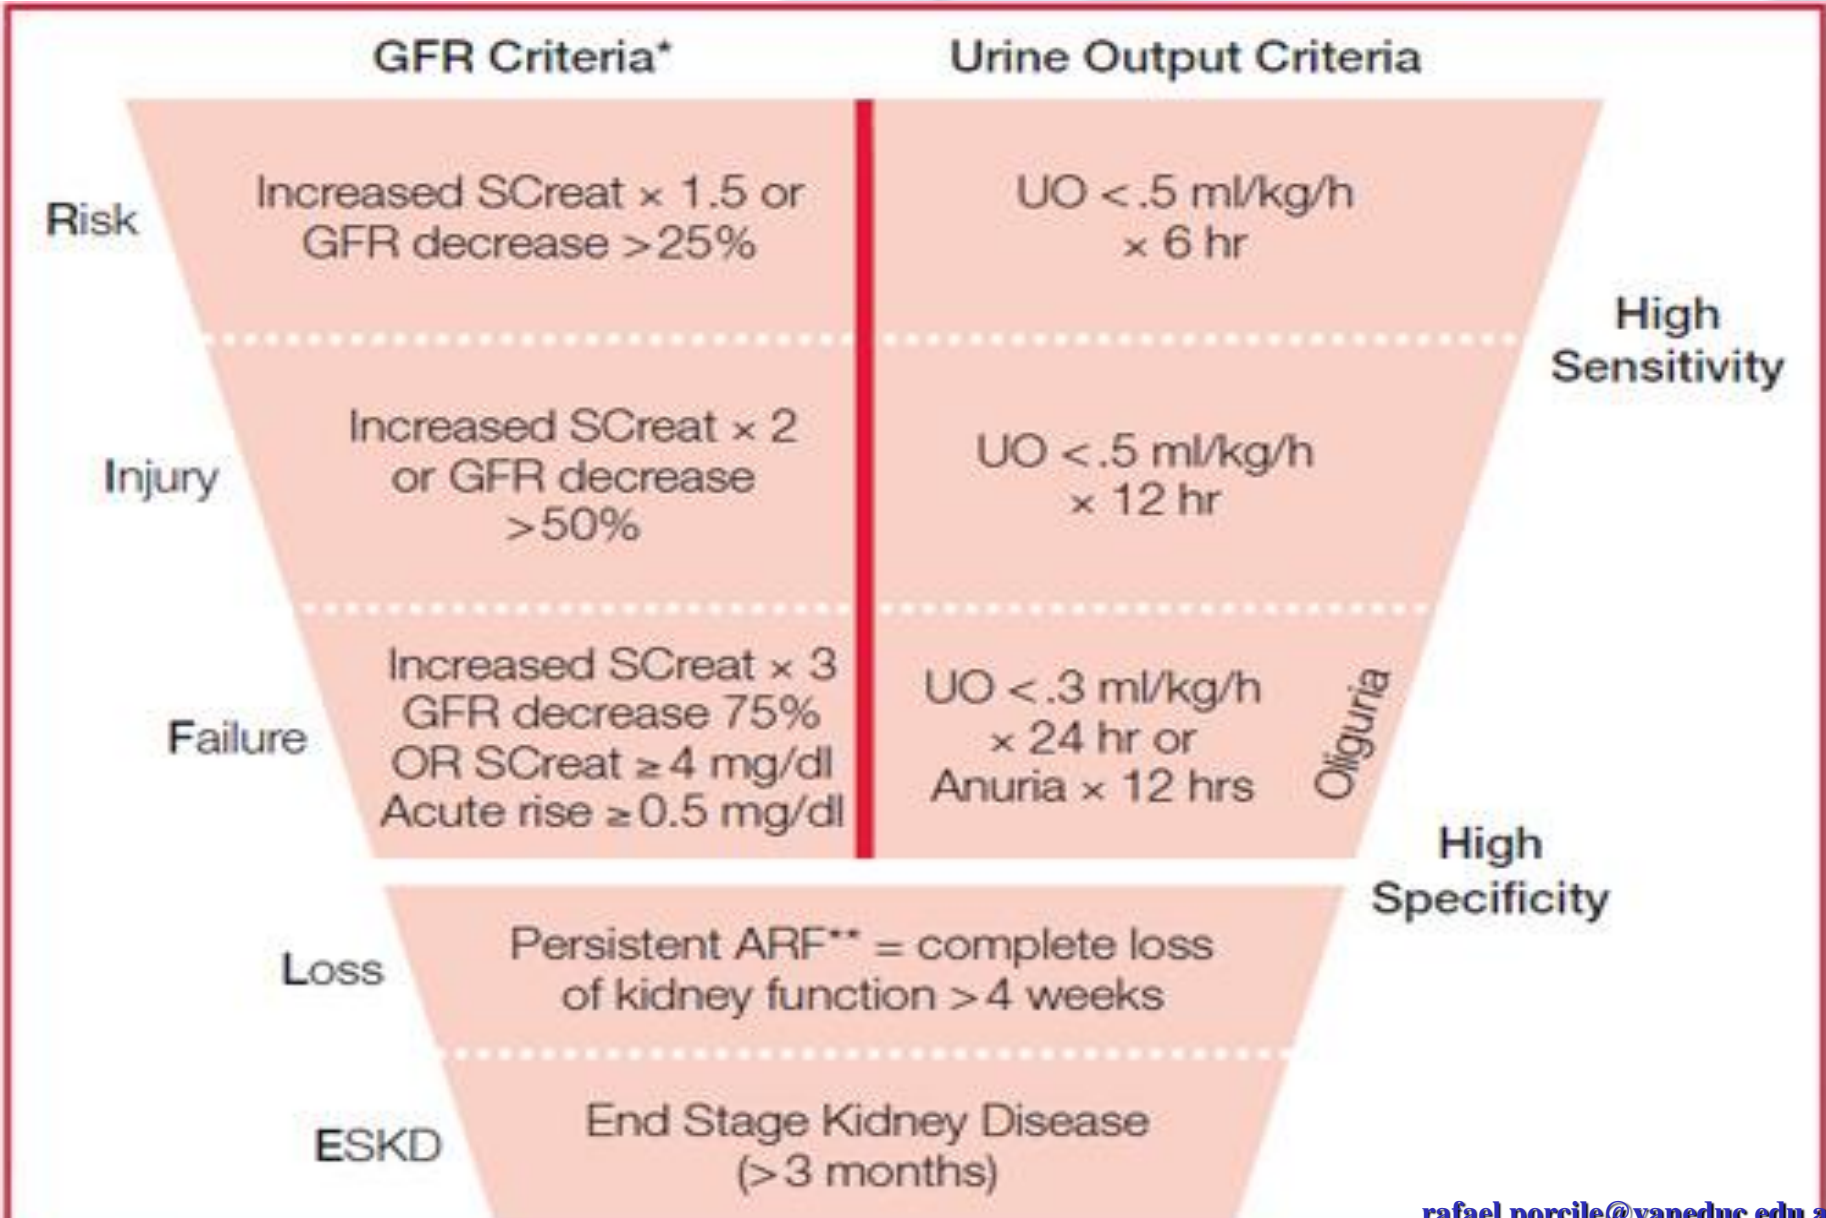 GFR Criteria*
Urine Output Criteria
Risk
Increased SCreat × 1.5 or
GFR decrease >25%
UO <.5 ml/kg/h
× 6 hr
High
Sensitivity
Injury
Increased SCreat × 2
or GFR decrease
>50%
UO <.5 ml/kg/h
× 12 hr
Failure
Increased SCreat × 3
GFR decrease 75%
OR SCreat ≥4 mg/dl
Acute rise ≥0.5 mg/dl
UO <.3 ml/kg/h
× 24 hr or
Anuria × 12 hrs
Oliguria
High
Specificity
Loss
Persistent ARF** = complete loss
of kidney function >4 weeks
ESKD
End Stage Kidney Disease
(>3 months)
rafael.porcile@vaneduc.edu.a